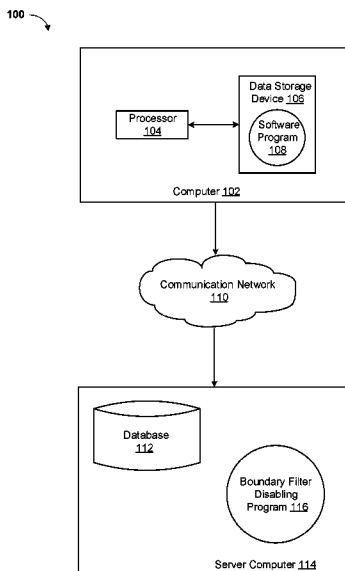 100
Data Storage
Device 106
Processor
104
Software
Program
108
Computer 102
Communication Network
110
Database
112
Boundary Filter
Disabling
Program 116
Server Computer 114